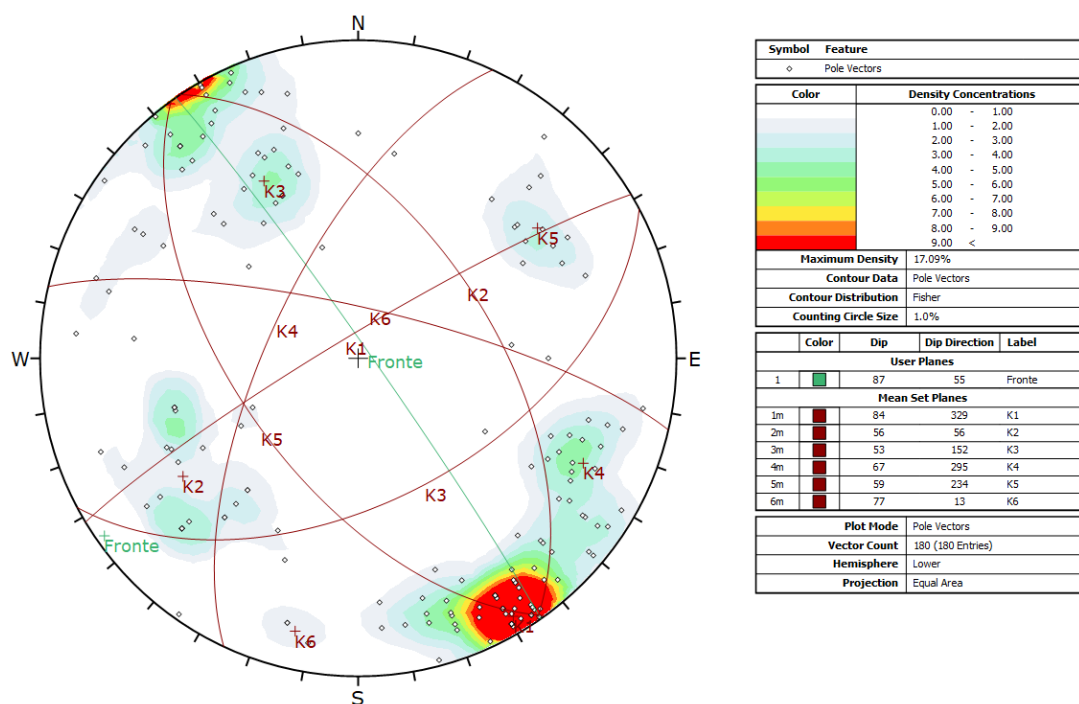 N
W
E
S
K3
K5
K2
K6
K4
K1
Fronte
K5
K4
K2
K3
Fronte
1
K6
Symbol Feature
Pole Vectors
Color Density Concentrations
0.00 - 1.00
1.00 - 2.00
2.00 - 3.00
3.00 - 4.00
4.00 - 5.00
5.00 - 6.00
6.00 - 7.00
7.00 - 8.00
8.00 - 9.00
9.00 <
Maximum Density 17.09%
Contour Data Pole Vectors
Contour Distribution Fisher
Counting Circle Size 1.0%
Color Dip Dip Direction Label
User Planes
1 87 55 Fronte
Mean Set Planes
1m 84 329 K1
2m 56 56 K2
3m 53 152 K3
4m 67 295 K4
5m 59 234 K5
6m 77 13 K6
Plot Mode Pole Vectors
Vector Count 180 (180 Entries)
Hemisphere Lower
Projection Equal Area